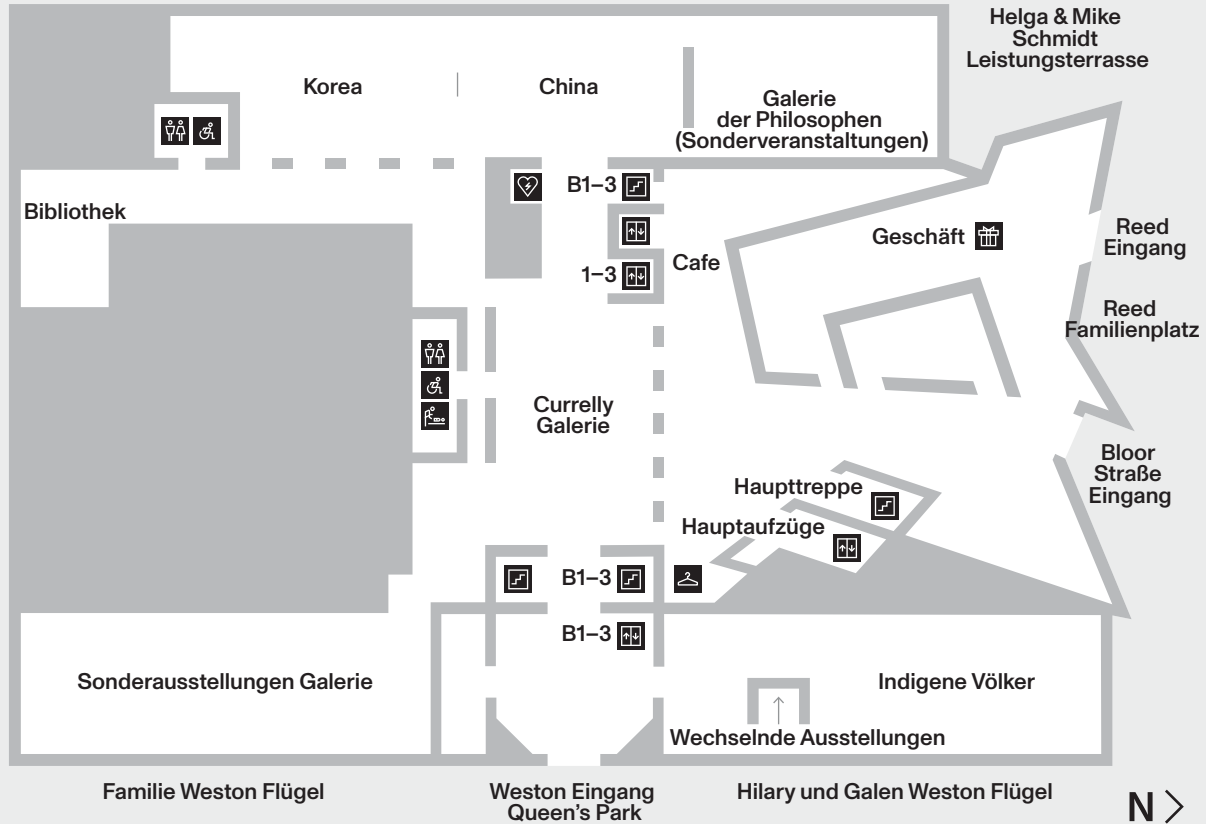 Helga & Mike
Schmidt
Leistungsterrasse
Korea
China
Galerie
der Philosophen
(Sonderveranstaltungen)
Bibliothek
B1–3
1–3
Cafe
Geschäft
Reed
Eingang
Reed
Familienplatz
Currelly
Galerie
Bloor
Straße
Eingang
Haupttreppe
Hauptaufzüge
B1–3
B1–3
Sonderausstellungen Galerie
Indigene Völker
Wechselnde Ausstellungen
Familie Weston Flügel
Weston Eingang
Queen’s Park
Hilary und Galen Weston Flügel
N